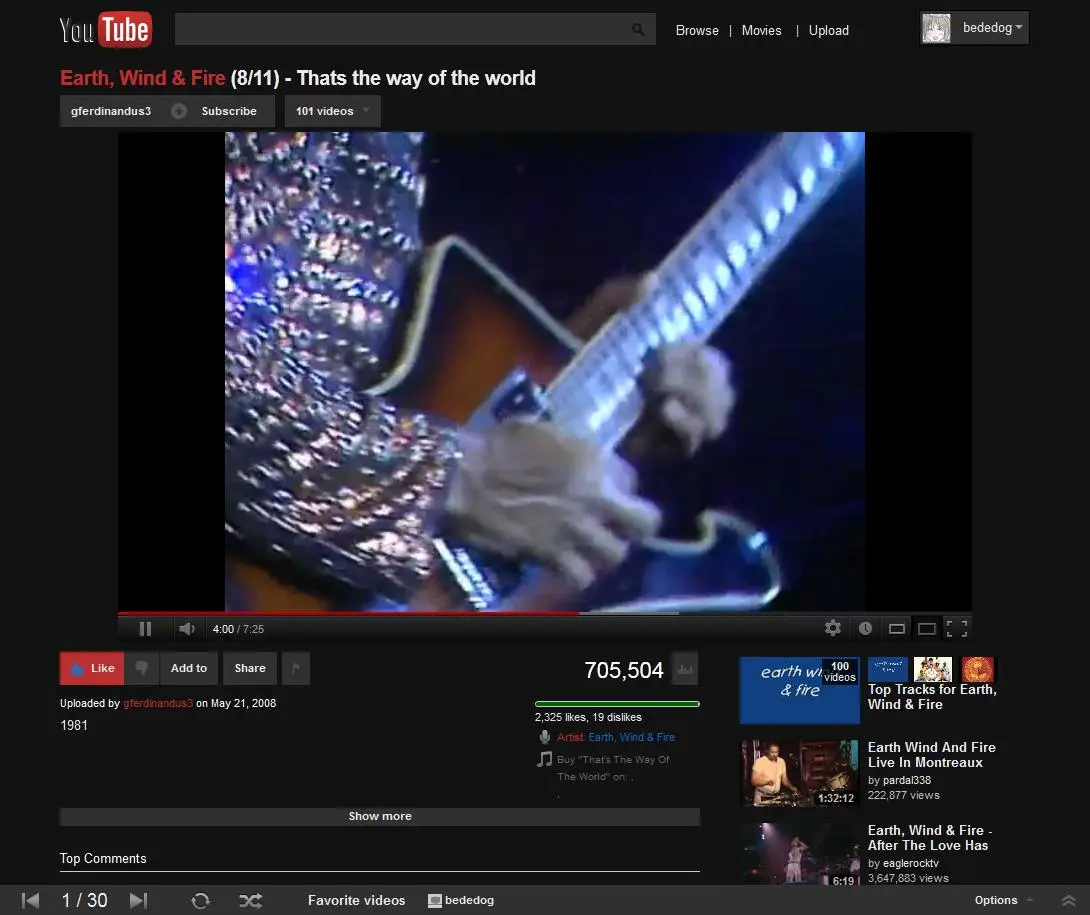 YouTube
Browse | Movies | Upload
bededog
Earth, Wind & Fire (8/11) - Thats the way of the world
gferdinandus3 Subscribe 101 videos
4:00 / 7:25
Like Add to Share
705,504
Uploaded by gferdinandus3 on May 21, 2008
1981
2,325 likes, 19 dislikes
Artist: Earth, Wind & Fire
Buy "That's The Way Of
The World" on: .
.
Show more
Top Comments
earth wi
& fire
100
videos
Top Tracks for Earth,
Wind & Fire
Earth Wind And Fire
Live In Montreaux
by pardal338
222,877 views
1:32:12
Earth, Wind & Fire -
After The Love Has
by eaglerocktv
3,647,883 views
6:19
1 / 30 Favorite videos bededog Options